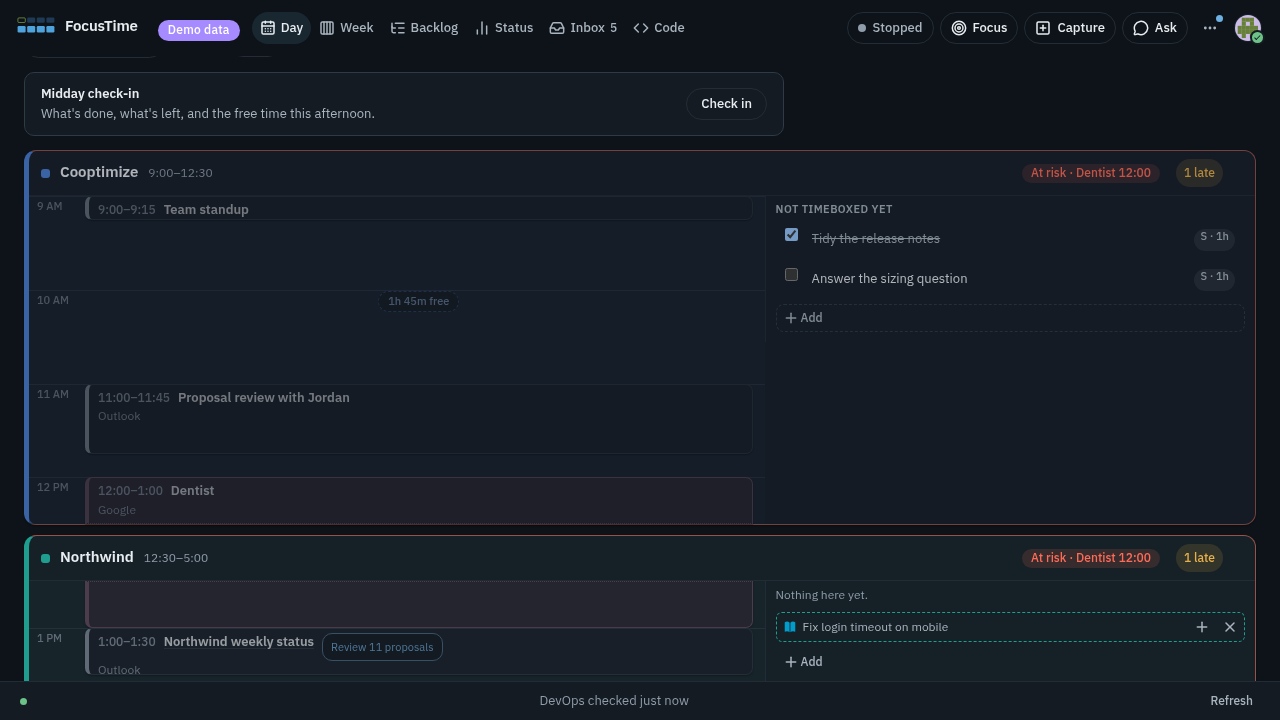 FocusTime
Demo data
Day
Week
Backlog
Status
Inbox 5
Code
Stopped
Focus
Capture
Ask
Midday check-in
What's done, what's left, and the free time this afternoon.
Check in
Cooptimize 9:00–12:30
At risk · Dentist 12:00
1 late
9 AM
9:00–9:15 Team standup
NOT TIMEBOXED YET
Tidy the release notes
S · 1h
Answer the sizing question
S · 1h
10 AM
1h 45m free
Add
11 AM
11:00–11:45 Proposal review with Jordan
Outlook
12 PM
12:00–1:00 Dentist
Google
Northwind 12:30–5:00
At risk · Dentist 12:00
1 late
Nothing here yet.
Fix login timeout on mobile
1 PM
1:00–1:30 Northwind weekly status
Review 11 proposals
Outlook
Add
DevOps checked just now
Refresh